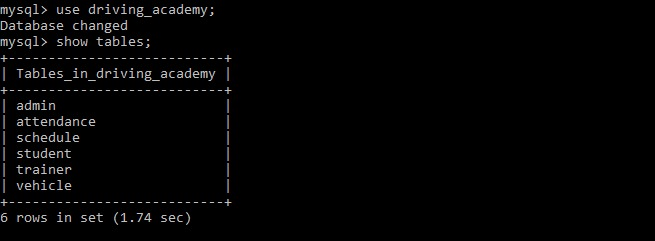 mysql> use driving_academy;
Database changed
mysql> show tables;
+---------------------------+
| Tables_in_driving_academy |
+---------------------------+
| admin                     |
| attendance                |
| schedule                  |
| student                   |
| trainer                   |
| vehicle                   |
+---------------------------+
6 rows in set (1.74 sec)